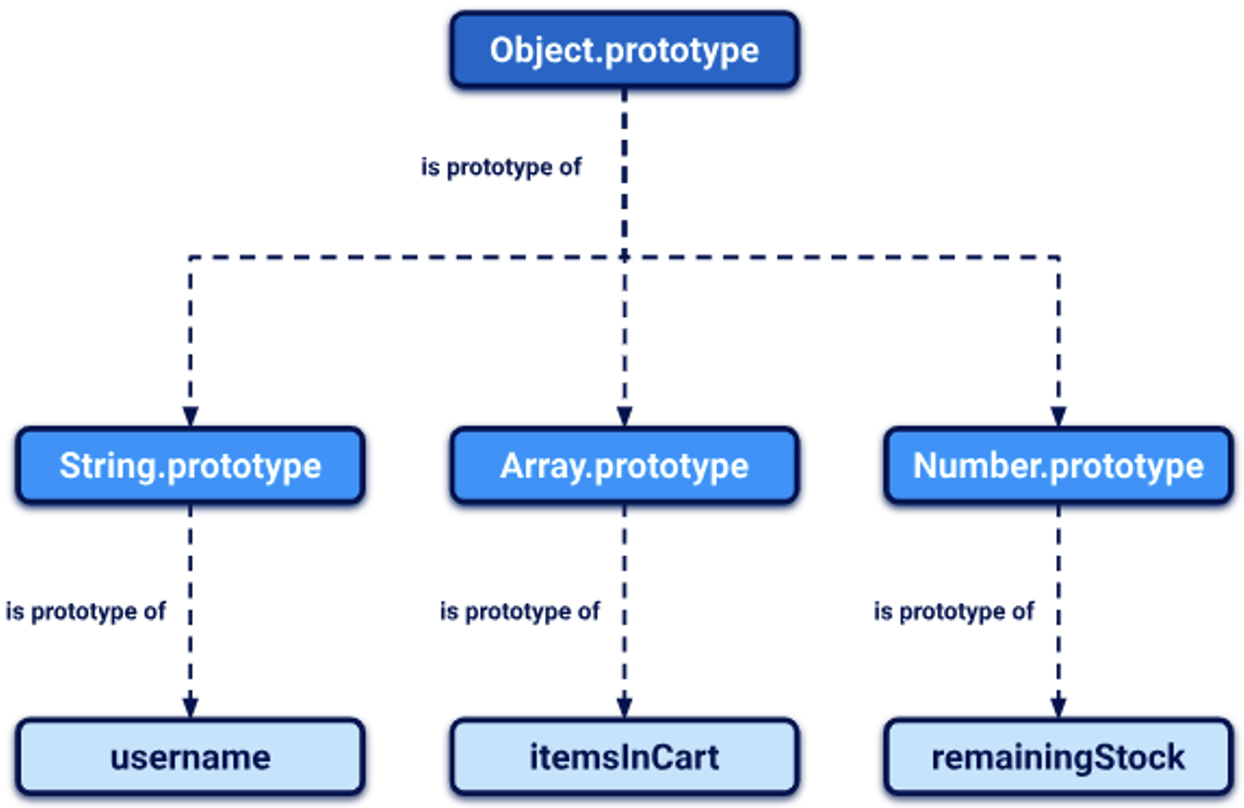 Object.prototype
is prototype of
String.prototype
Array.prototype
Number.prototype
is prototype of
is prototype of
is prototype of
username
itemsInCart
remainingStock